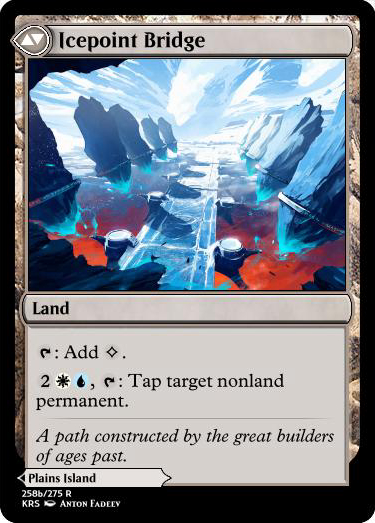 Icepoint Bridge
Land
: Add .
2 , : Tap target nonland
permanent.
A path constructed by the great builders
of ages past.
Plains Island
258b/275 R
KRS Anton Fadeev